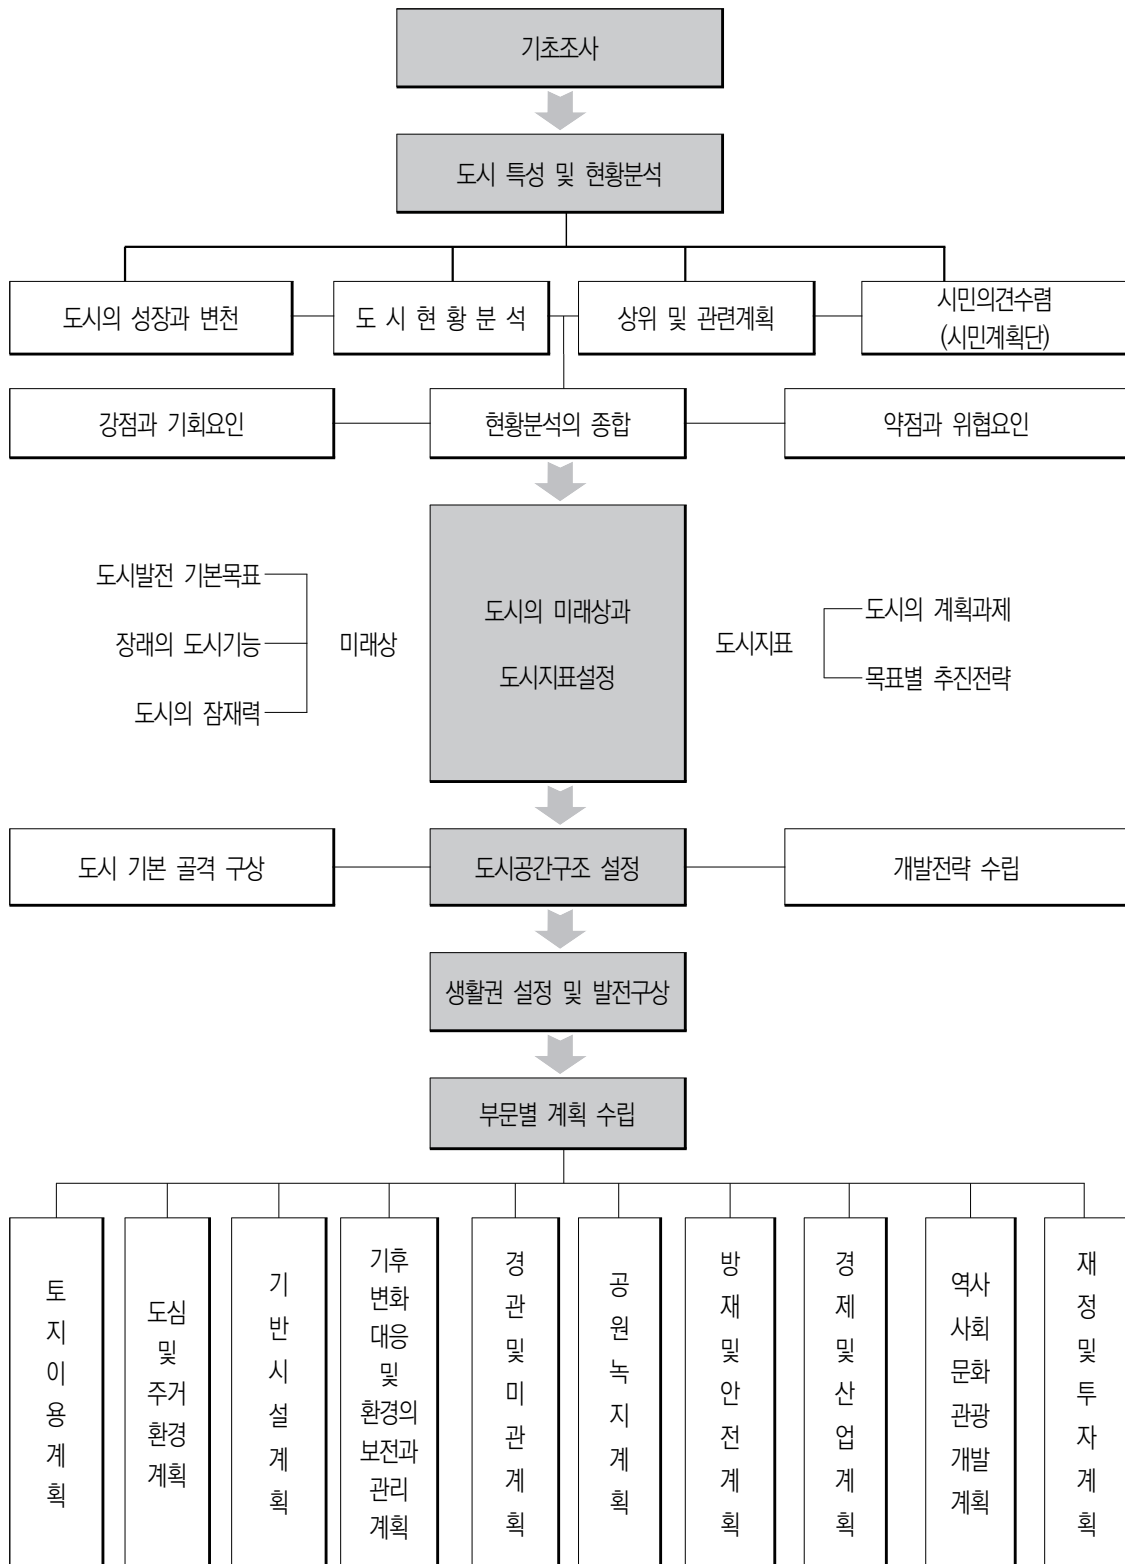 기초조사
도시 특성 및 현황분석
도시의 성장과 변천
도 시 현 황 분 석
상위 및 관련계획
시민의견수렴
(시민계획단)
강점과 기회요인
현황분석의 종합
약점과 위협요인
도시발전 기본목표
장래의 도시기능
도시의 잠재력
미래상
도시의 미래상과
도시지표설정
도시지표
도시의 계획과제
목표별 추진전략
도시 기본 골격 구상
도시공간구조 설정
개발전략 수립
생활권 설정 및 발전구상
부문별 계획 수립
토
지
이
용
계
획
도심
및
주거
환경
계획
기
반
시
설
계
획
기후
변화
대응
및
환경의
보전과
관리
계획
경
관
및
미
관
계
획
공
원
녹
지
계
획
방
재
및
안
전
계
획
경
제
및
산
업
계
획
역사
사회
문화
관광
개발
계획
재
정
및
투
자
계
획